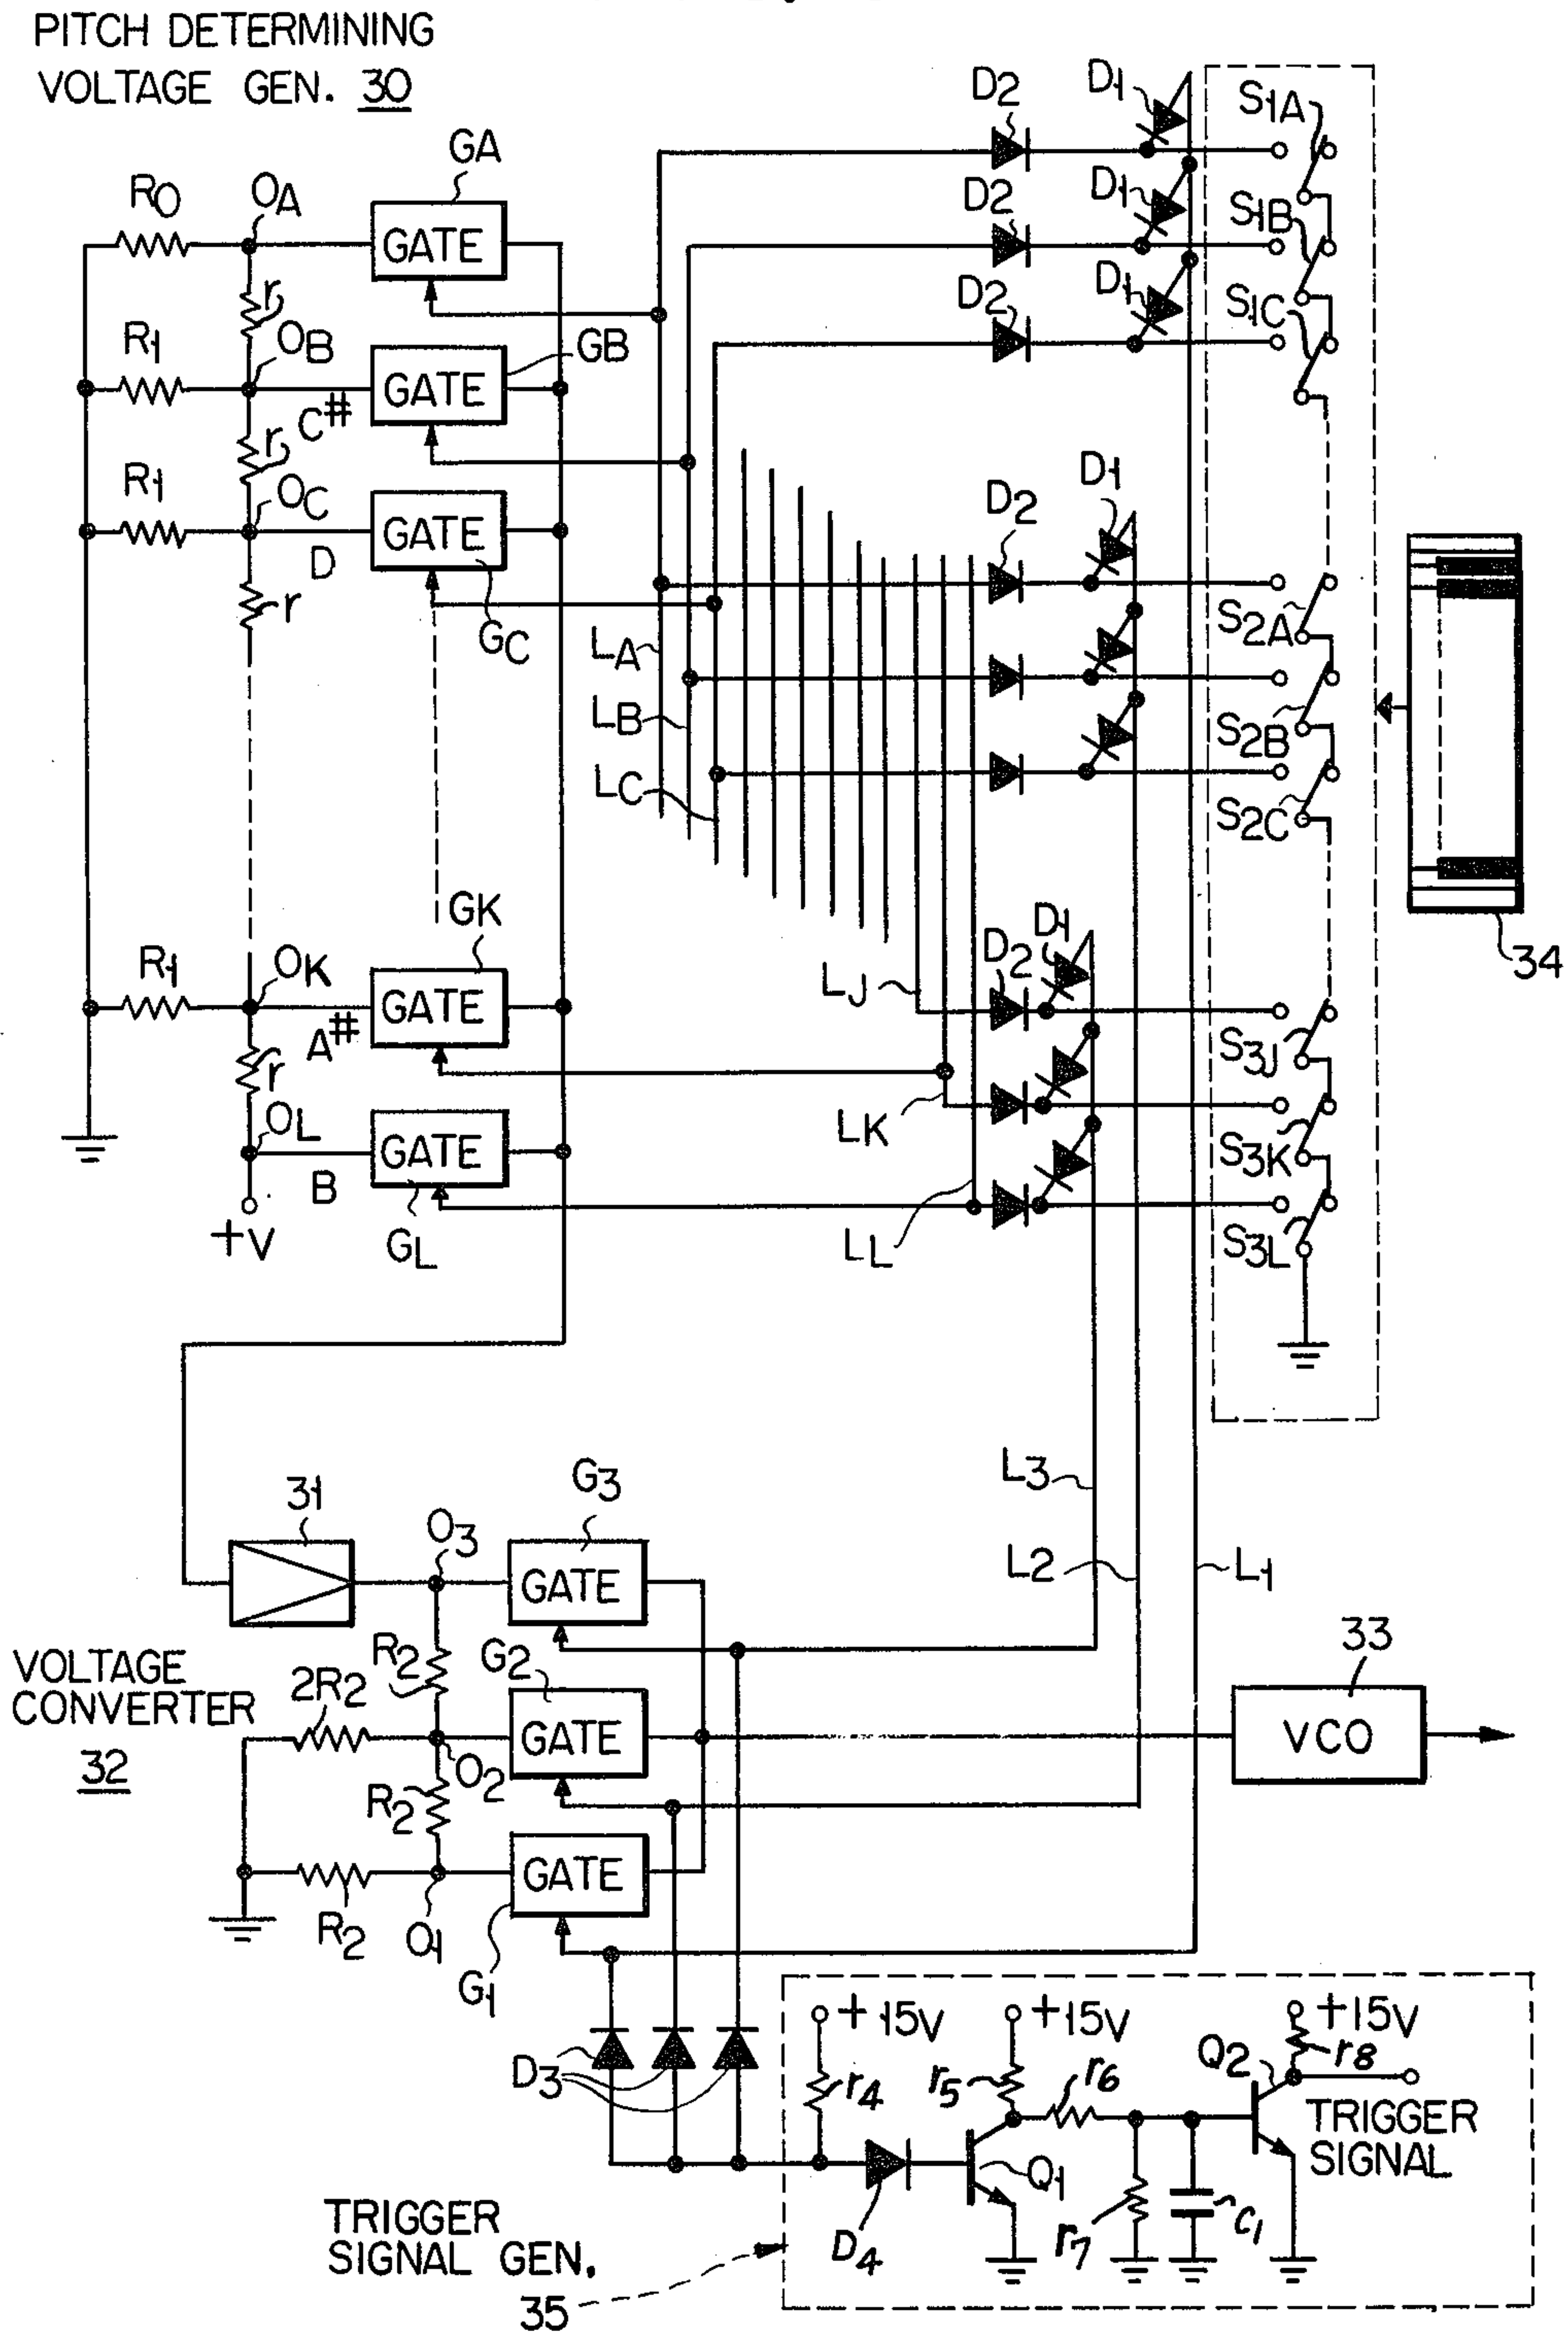 PITCH DETERMINING
VOLTAGE GEN. 30
D2
D1
S1A
GA
R0
OA
GATE
D2
D1
S1B
r
D2
D1
S1C
R1
OB
GB
GATE
C#
r
R1
OC
GATE
D
D2
D1
r
GC
LA
S2A
LB
S2B
LC
S2C
GK
R1
OK
GATE
A#
LJ
D2
D1
34
S3J
r
OL
LK
S3K
GATE
B
+V
GL
LL
S3L
31
G3
L3
O3
GATE
L2
L1
VOLTAGE
CONVERTER
32
R2
G2
33
2R2
GATE
VCO
O2
R2
GATE
R2
O1
G1
+15V
+15V
+15V
D3
r4
r5
r6
Q2
r8
TRIGGER
SIGNAL
Q1
TRIGGER
SIGNAL GEN.
35
D4
r7
C1